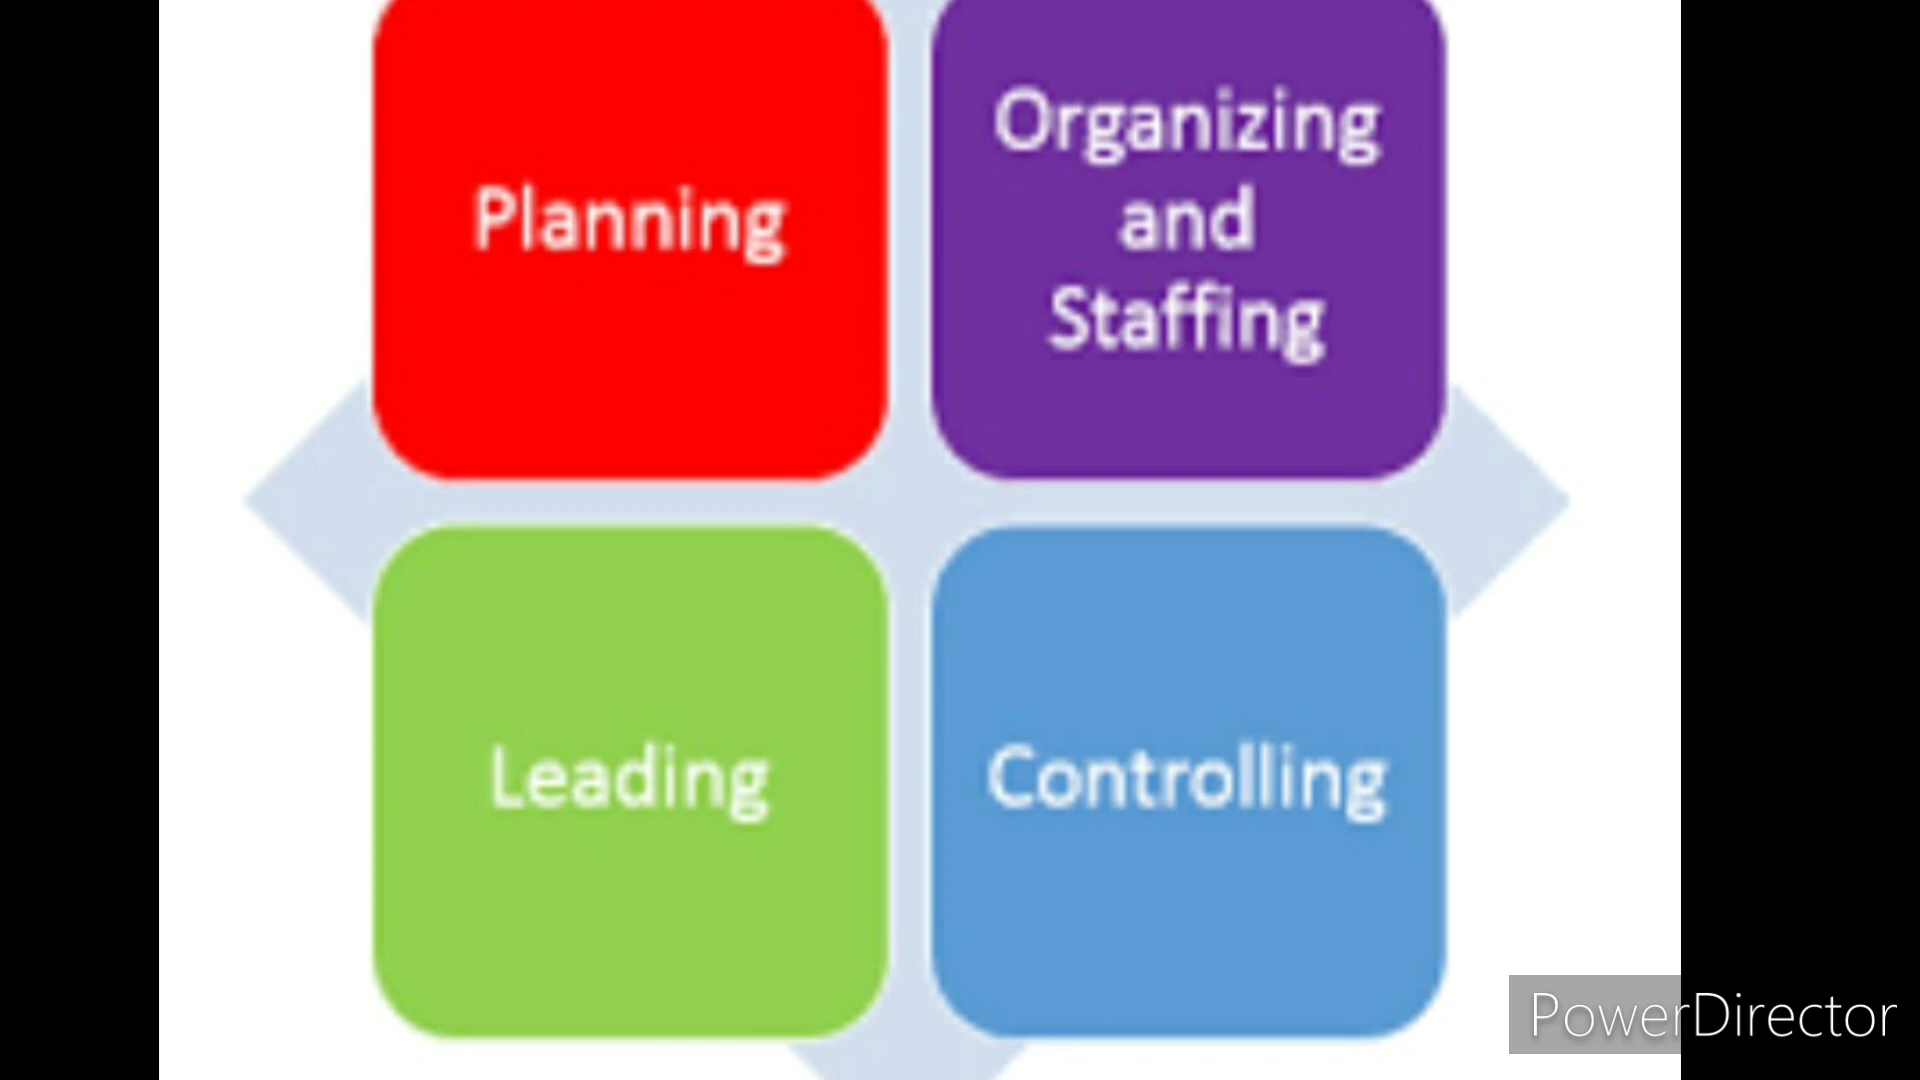 Planning
Organizing
and
Staffing
Leading
Controlling
PowerDirector